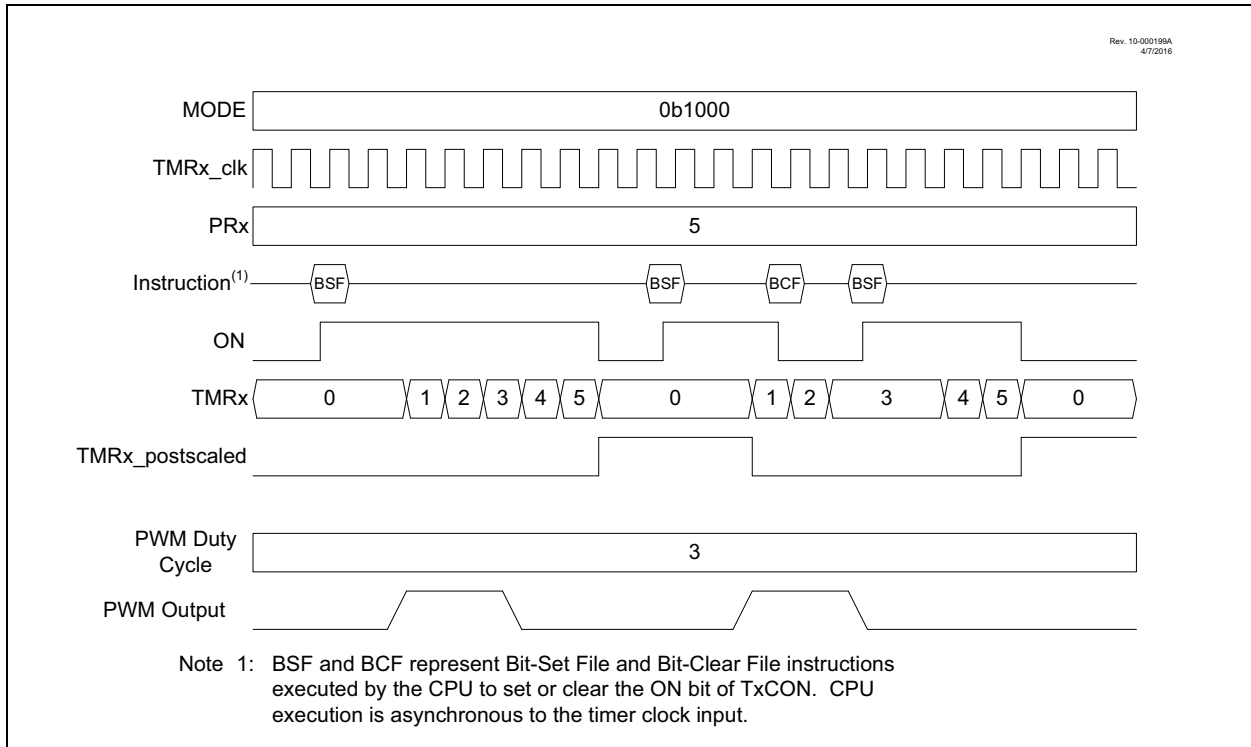 Rev. 10-000199A
4/7/2016
MODE 0b1000
TMRx_clk
PRx 5
Instruction(1) BSF BSF BCF BSF
ON
TMRx 0 1 2 3 4 5 0 1 2 3 4 5 0
TMRx_postscaled
PWM Duty
Cycle 3
PWM Output
Note 1: BSF and BCF represent Bit-Set File and Bit-Clear File instructions
executed by the CPU to set or clear the ON bit of TxCON. CPU
execution is asynchronous to the timer clock input.